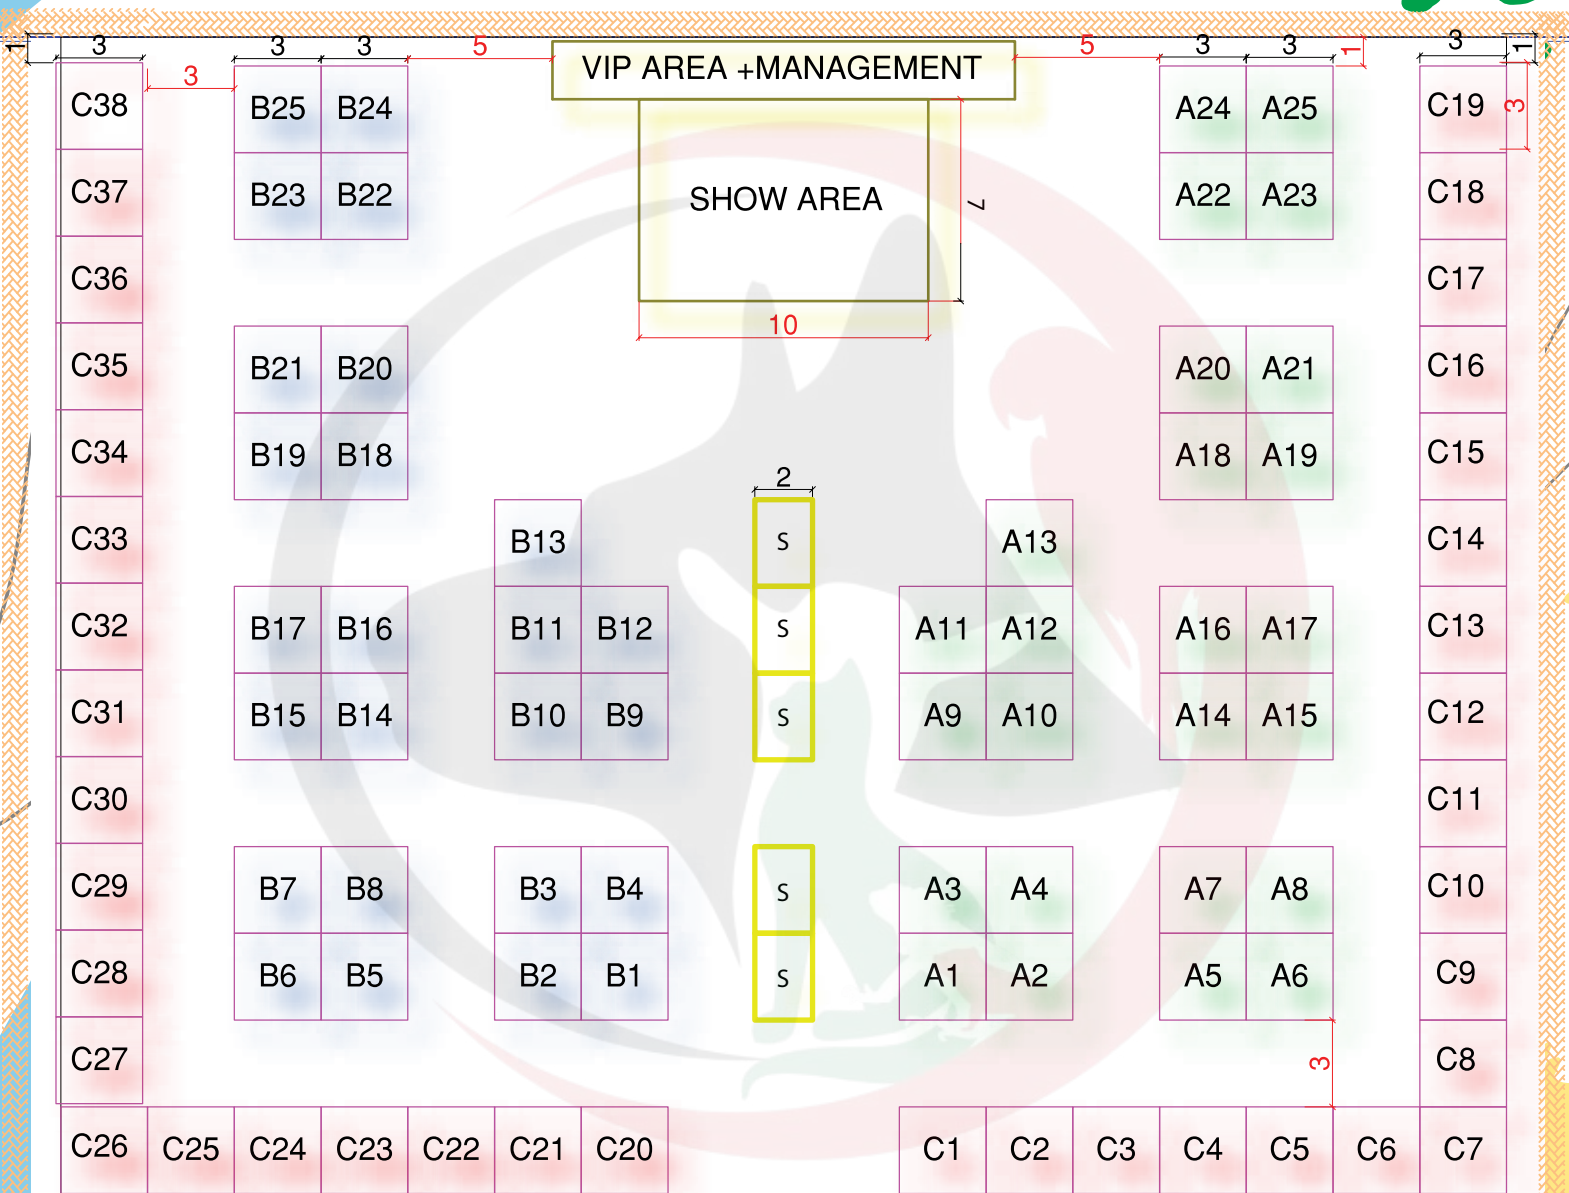 1 3 3 3 5 5 3 3 1 3 1
VIP AREA +MANAGEMENT
3
C38 B25 B24 A24 A25 C19 3
C37 B23 B22 SHOW AREA 7 A22 A23 C18
C36 C17
10
C35 B21 B20 A20 A21 C16
C34 B19 B18 A18 A19 C15
2
C33 B13 S A13 C14
C32 B17 B16 B11 B12 S A11 A12 A16 A17 C13
C31 B15 B14 B10 B9 S A9 A10 A14 A15 C12
C30 C11
C29 B7 B8 B3 B4 S A3 A4 A7 A8 C10
C28 B6 B5 B2 B1 S A1 A2 A5 A6 C9
C27 3 C8
C26 C25 C24 C23 C22 C21 C20 C1 C2 C3 C4 C5 C6 C7